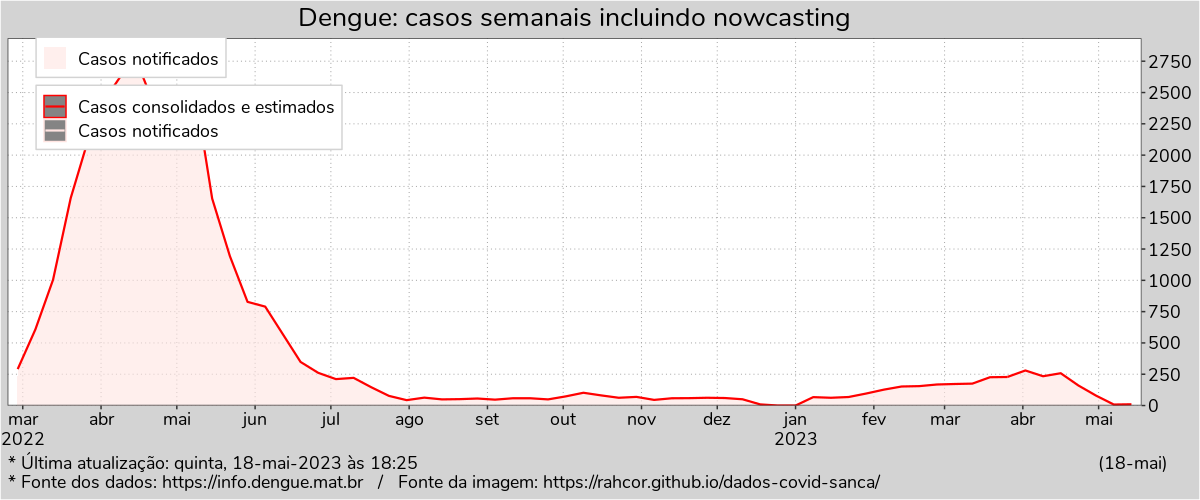 Dengue: casos semanais incluindo nowcasting
Casos notificados
Casos consolidados e estimados
Casos notificados
2750
2500
2250
2000
1750
1500
1250
1000
750
500
250
0
mar abr mai jun jul ago set out nov dez jan fev mar abr mai
2022 2023
* Última atualização: quinta, 18-mai-2023 às 18:25 (18-mai)
* Fonte dos dados: https://info.dengue.mat.br / Fonte da imagem: https://rahcor.github.io/dados-covid-sanca/